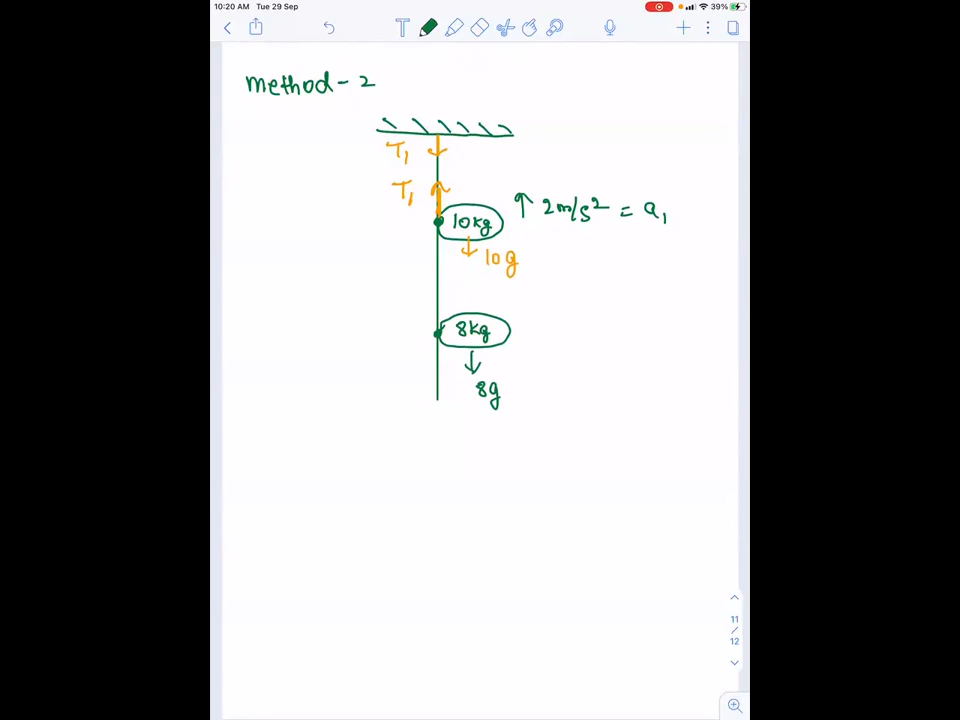 10:20 AM Tue 29 Sep
39%
method - 2
T₁
T₁
10kg
↑ 2m/s² = a₁
↓ 10g
8kg
↓
8g
11
/
12